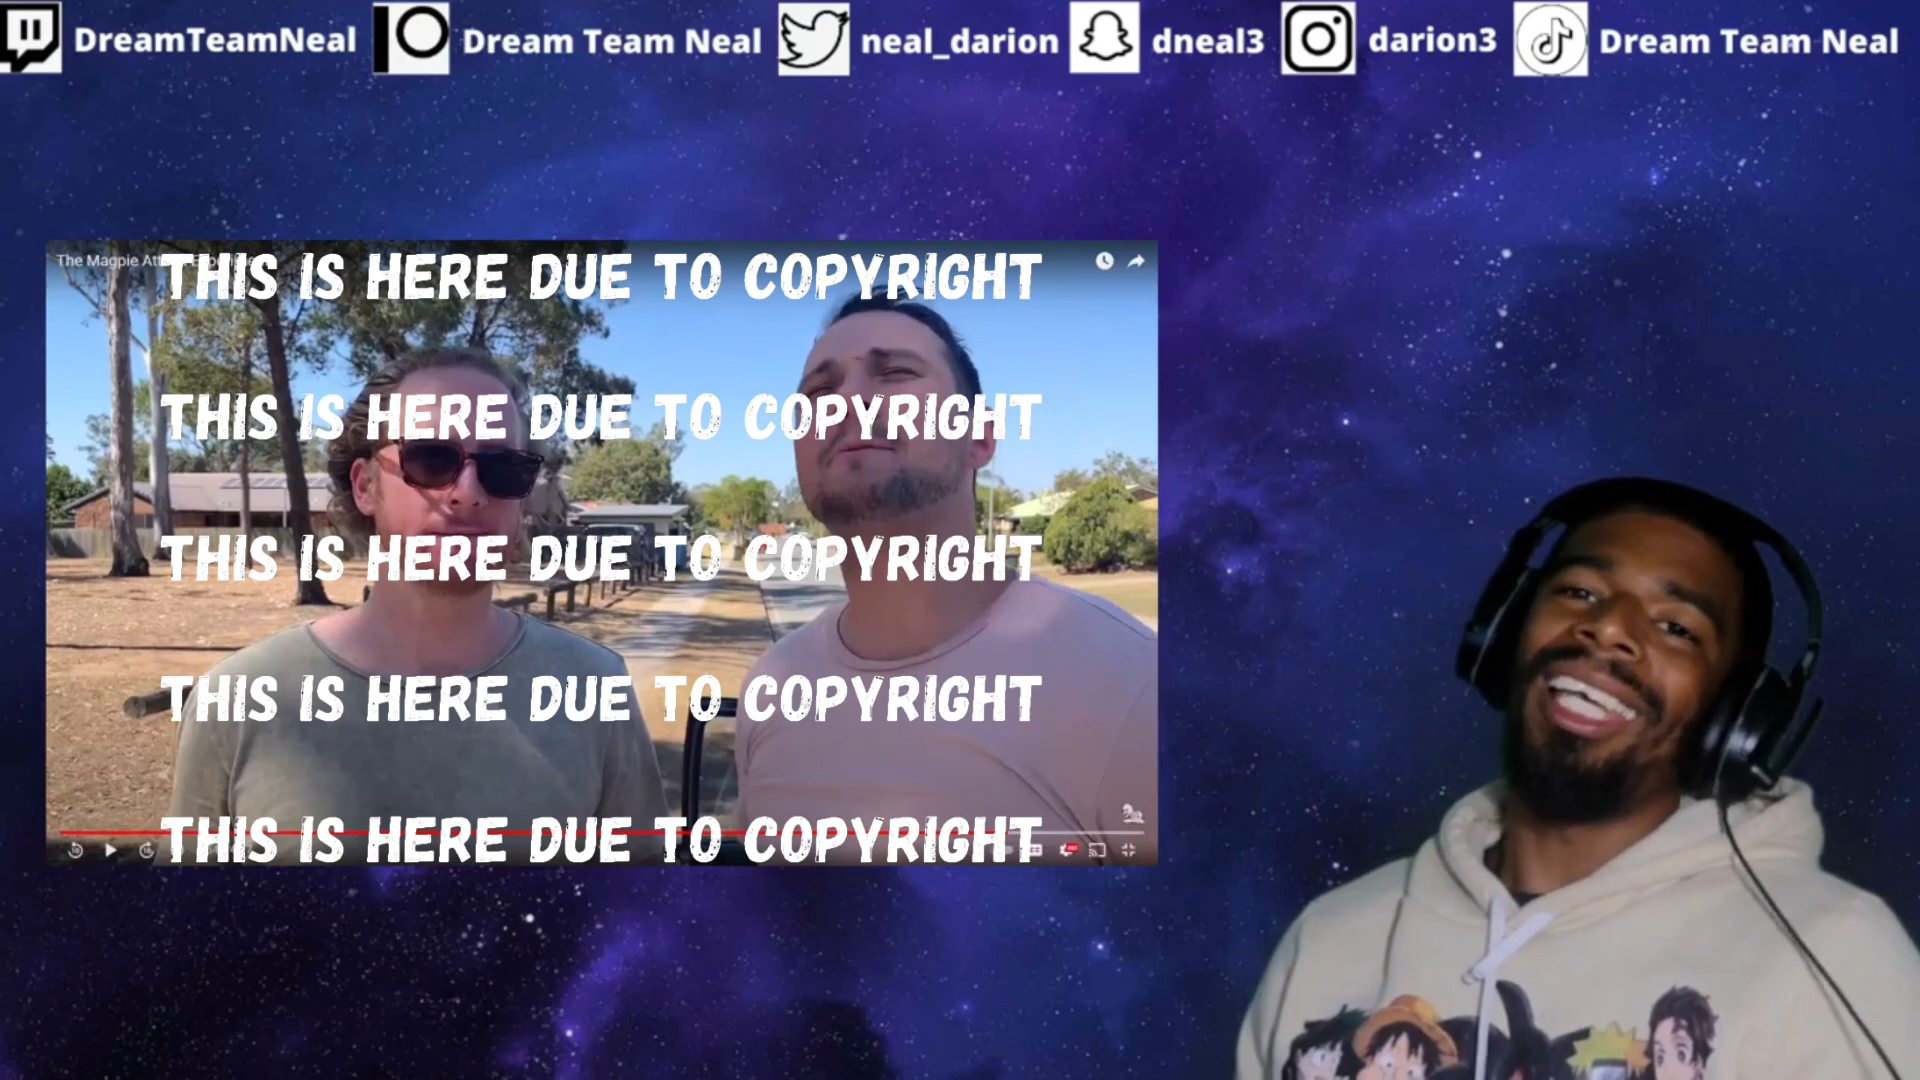 DreamTeamNeal Dream Team Neal neal_darion dneal3 darion3 Dream Team Neal
The Magpie
THIS IS HERE DUE TO COPYRIGHT
THIS IS HERE DUE TO COPYRIGHT
THIS IS HERE DUE TO COPYRIGHT
THIS IS HERE DUE TO COPYRIGHT
THIS IS HERE DUE TO COPYRIGHT